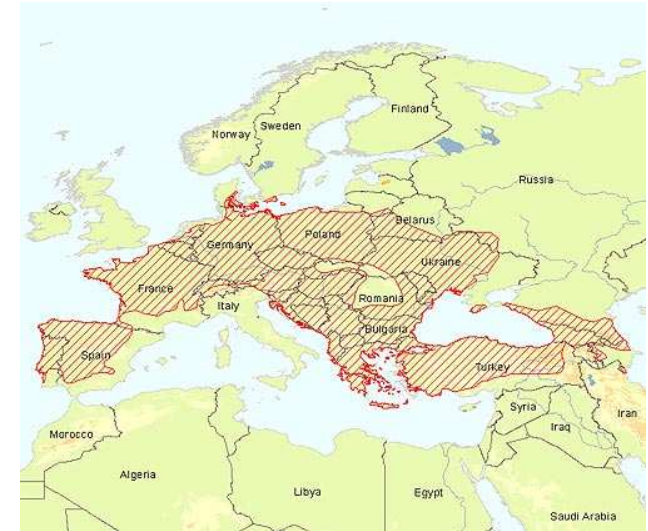 Finland
Norway
Sweden
Russia
Belarus
Poland
Germany
Ukraine
France
Romania
Italy
Bulgaria
Spain
Turkey
Syria
Iran
Iraq
Morocco
Algeria
Libya
Egypt
Saudi Arabia